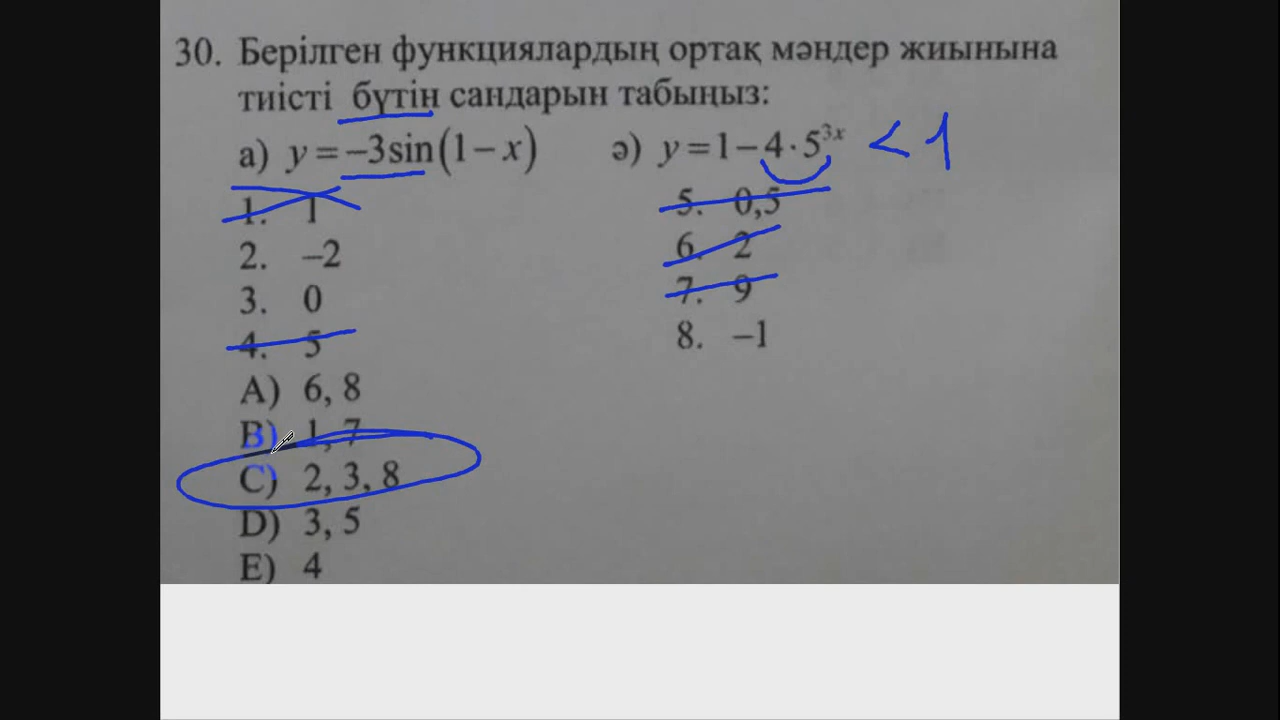 30. Берілген функциялардың ортақ мәндер жиынына
тиісті бүтін сандарын табыңыз:
а) y = −3sin(1 − x) ә) y = 1 − 4 · 5^{3x} < 1
1. 1 5. 0,5
2. −2 6. 2
3. 0 7. 9
4. 5 8. −1
A) 6, 8
B) 1, 7
C) 2, 3, 8
D) 3, 5
E) 4